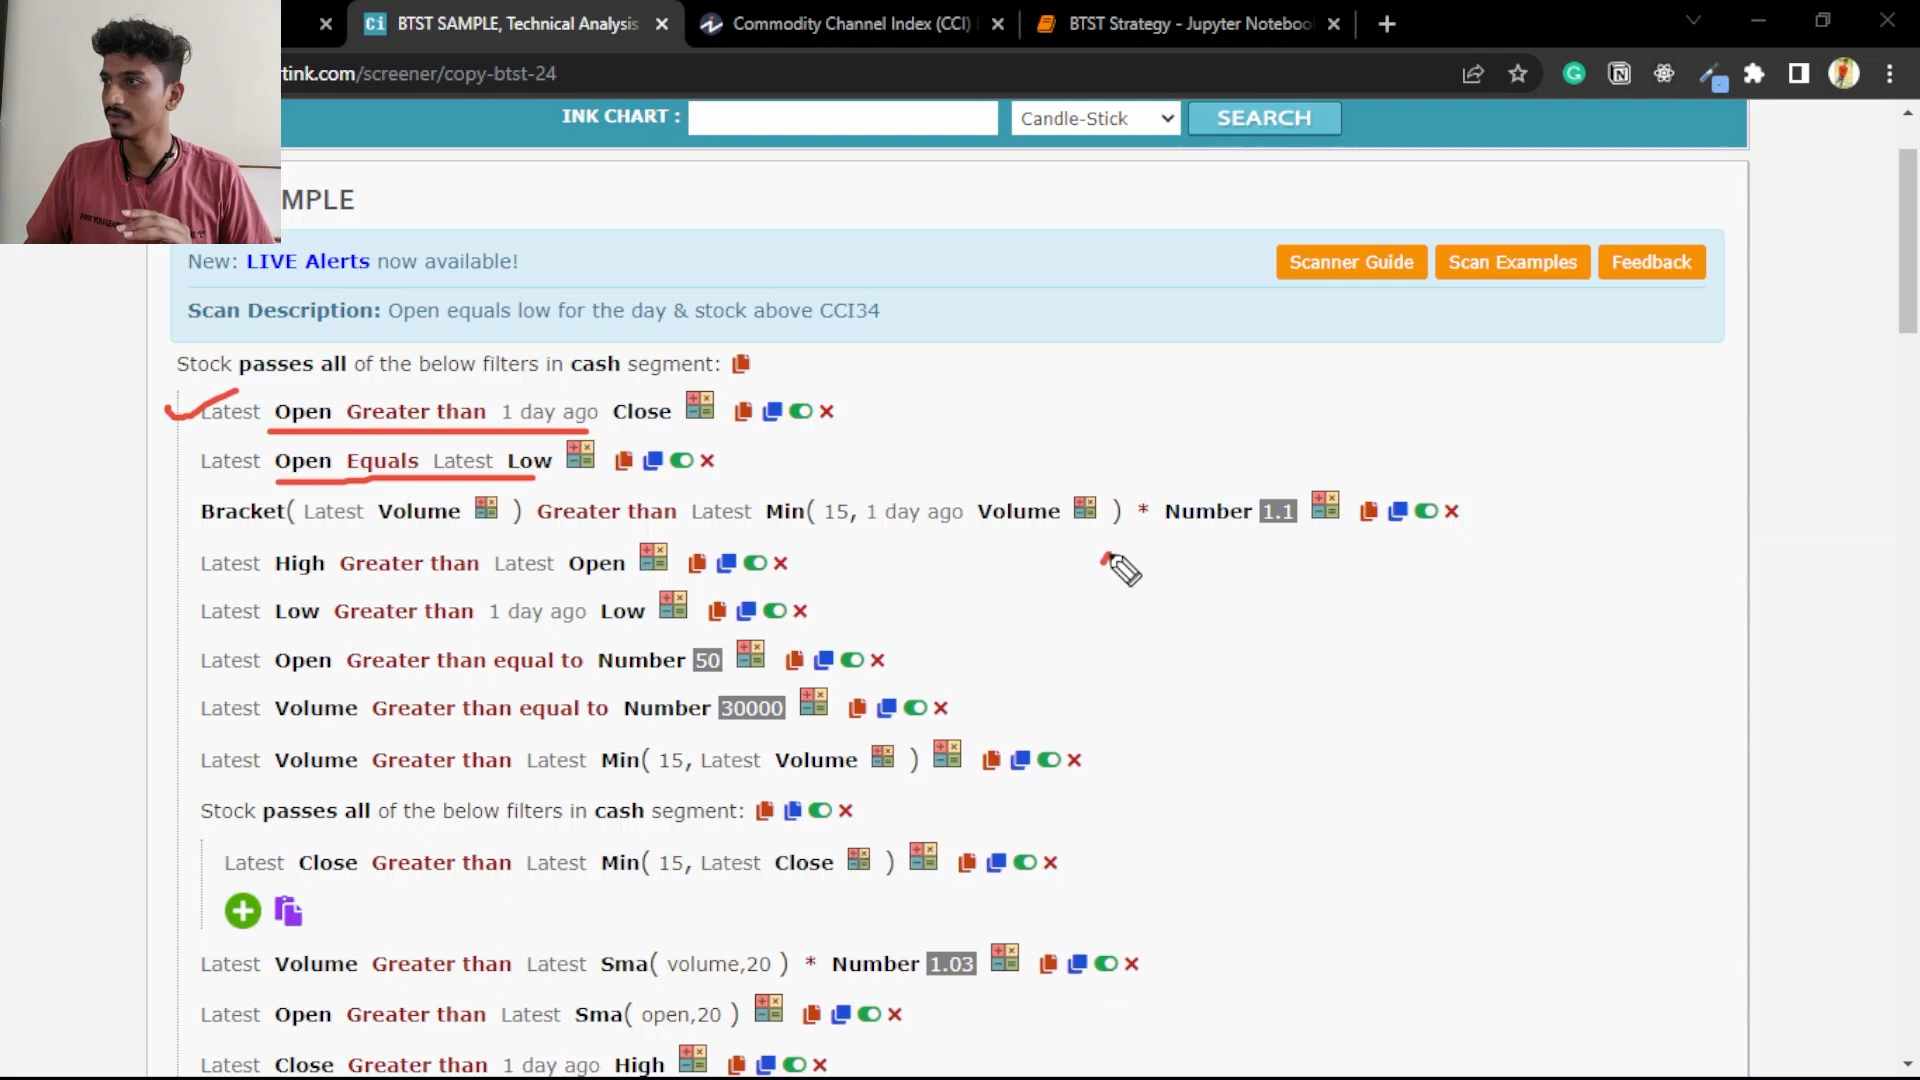 BTST SAMPLE, Technical Analysis
Commodity Channel Index (CCI)
BTST Strategy - Jupyter Noteboo
tink.com/screener/copy-btst-24
INK CHART :
Candle-Stick
SEARCH
MPLE
New: LIVE Alerts now available!
Scanner Guide
Scan Examples
Feedback
Scan Description: Open equals low for the day & stock above CCI34
Stock passes all of the below filters in cash segment:
Latest Open Greater than 1 day ago Close
Latest Open Equals Latest Low
Bracket( Latest Volume ) Greater than Latest Min( 15, 1 day ago Volume ) * Number 1.1
Latest High Greater than Latest Open
Latest Low Greater than 1 day ago Low
Latest Open Greater than equal to Number 50
Latest Volume Greater than equal to Number 30000
Latest Volume Greater than Latest Min( 15, Latest Volume )
Stock passes all of the below filters in cash segment:
Latest Close Greater than Latest Min( 15, Latest Close )
Latest Volume Greater than Latest Sma( volume,20 ) * Number 1.03
Latest Open Greater than Latest Sma( open,20 )
Latest Close Greater than 1 day ago High